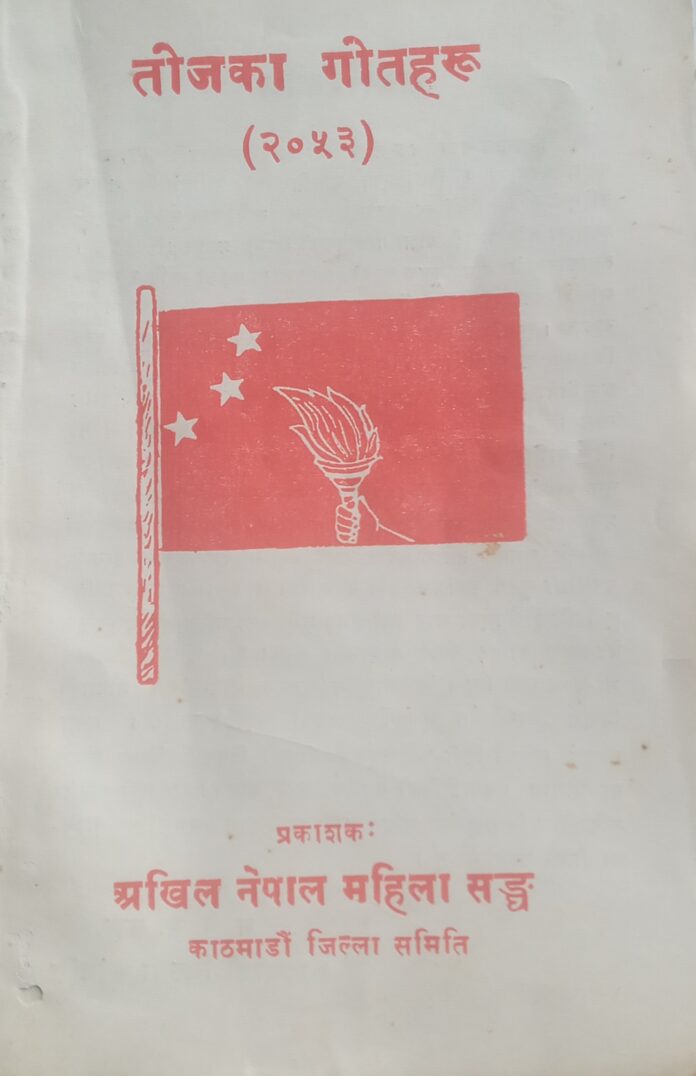 तीजका गीतहरू
(२०५३)
प्रकाशकः
अखिल नेपाल महिला सङ्घ
काठमाडौं जिल्ला समिति